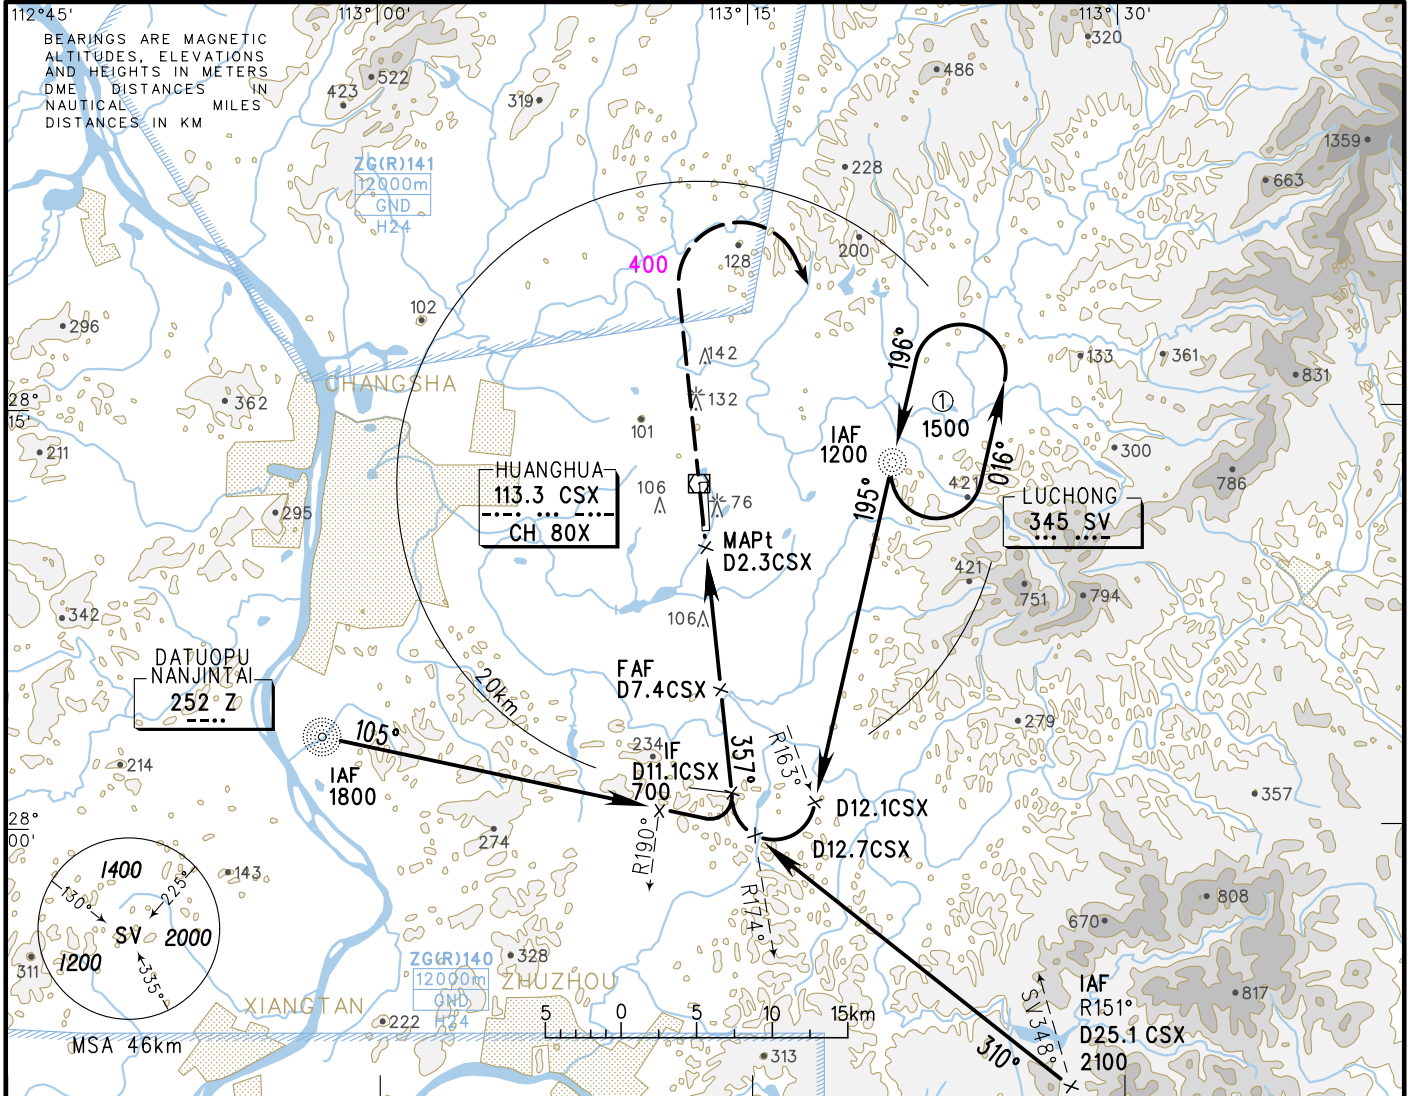 112°45'
113°00'
113°15'
113°30'
BEARINGS ARE MAGNETIC
ALTITUDES, ELEVATIONS
AND HEIGHTS IN METERS
DME DISTANCES IN
NAUTICAL MILES
DISTANCES IN KM
320
522
423
319
486
1359
663
228
ZG(R)141
12000m
GND
H24
200
128
400
102
296
142
196°
133
361
831
CHANGSHA
28°
15'
362
132
①
1500
101
IAF
1200
211
300
786
HUANGHUA
113.3 CSX
CH 80X
106
76
421
016°
LUCHONG
345 SV
195°
295
MAPt
D2.3CSX
421
751
794
342
106
DATUOPU
NANJINTAI
252 Z
FAF
D7.4CSX
20km
279
105°
357°
R163°
234
IF
D11.1CSX
700
214
IAF
1800
D12.1CSX
357
28°
00'
274
R190°
D12.7CSX
143
313
R174°
808
670
1400
130°
225°
SV
2000
1200
335°
311
328
ZG(R)140
12000m
GND
H24
ZHUZHOU
XIANGTAN
222
817
IAF
R151°
D25.1 CSX
2100
SV348°
310°
5 0 5 10 15km
MSA 46km
313